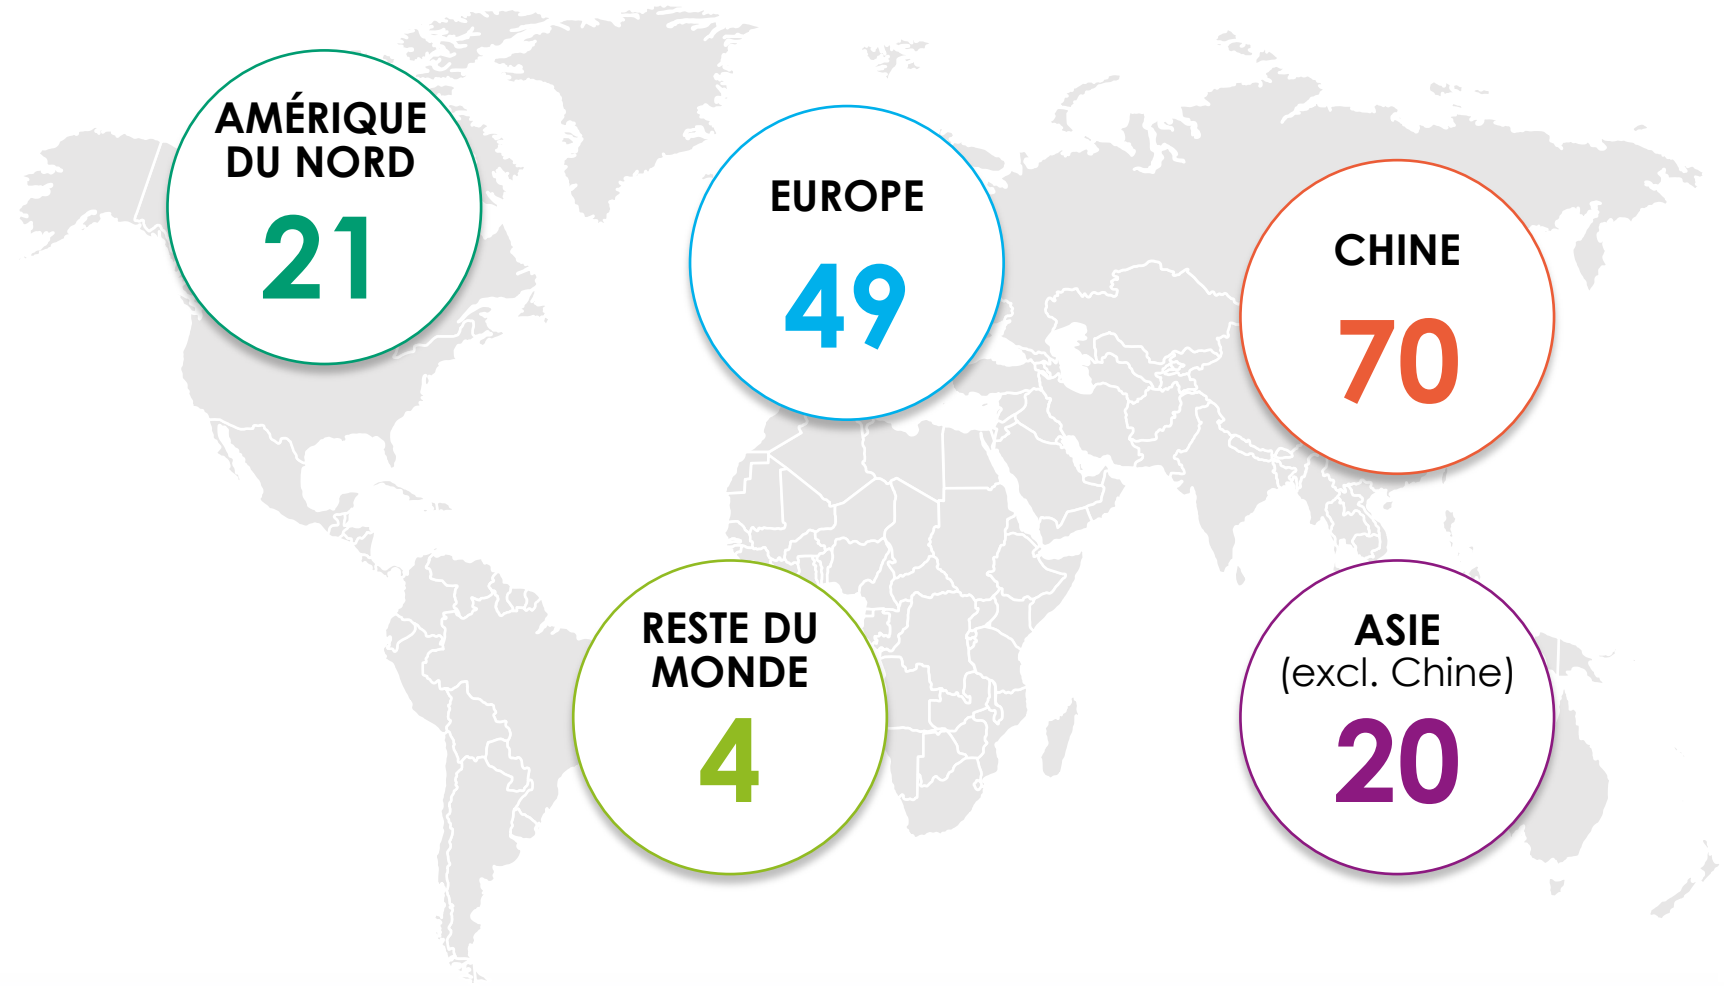 AMÉRIQUE
DU NORD
21
EUROPE
49
CHINE
70
RESTE DU
MONDE
4
ASIE
(excl. Chine)
20